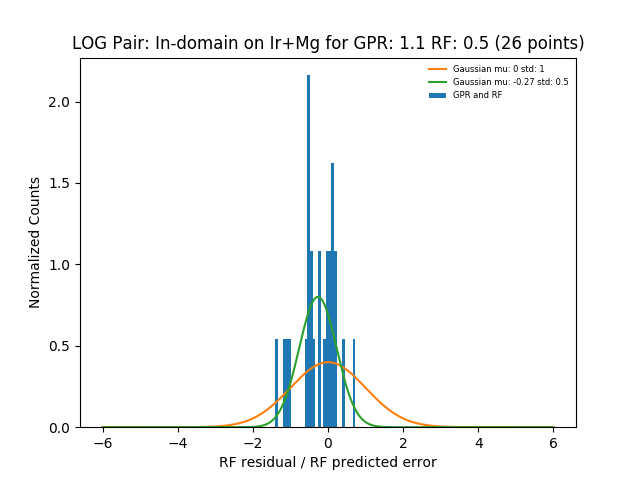 LOG Pair: In-domain on Ir+Mg for GPR: 1.1 RF: 0.5 (26 points)
Gaussian mu: 0 std: 1
Gaussian mu: -0.27 std: 0.5
GPR and RF
Normalized Counts
2.0
1.5
1.0
0.5
0.0
−6 −4 −2 0 2 4 6
RF residual / RF predicted error